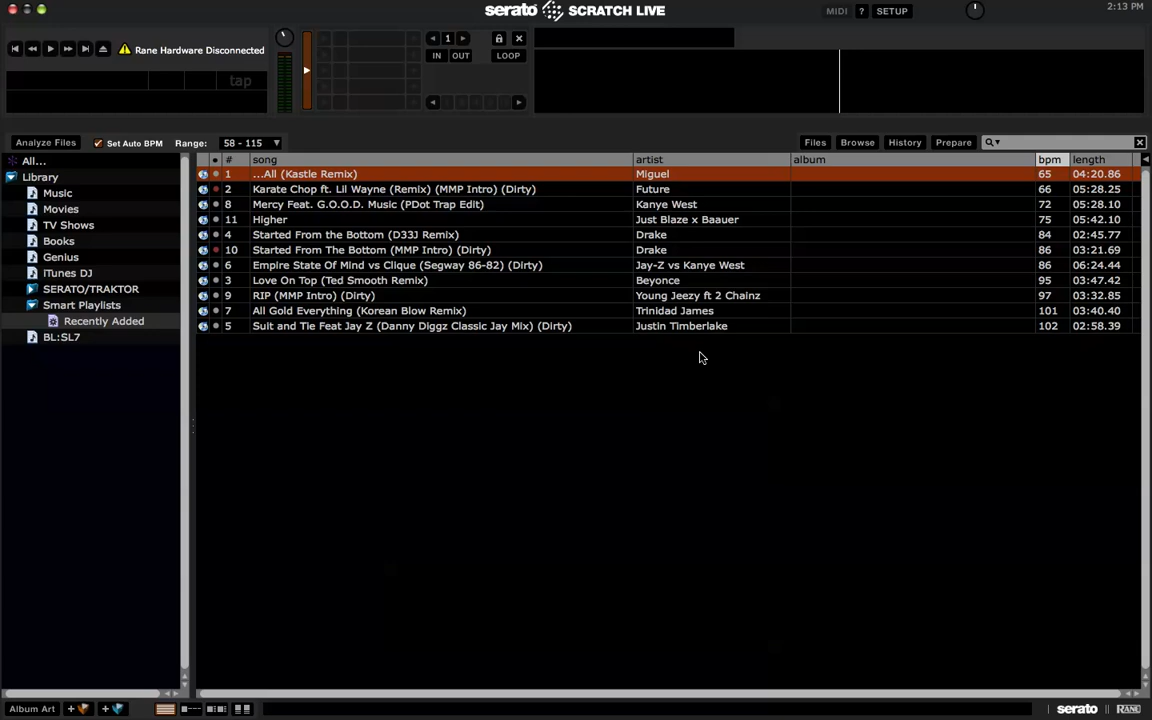 serato SCRATCH LIVE
MIDI ? SETUP
2:13 PM
Rane Hardware Disconnected
tap
1
IN OUT LOOP
Analyze Files Set Auto BPM Range: 58 - 115
Files Browse History Prepare
# song artist album bpm length
1 ...All (Kastle Remix) Miguel 65 04:20.86
2 Karate Chop ft. Lil Wayne (Remix) (MMP Intro) (Dirty) Future 66 05:28.25
8 Mercy Feat. G.O.O.D. Music (PDot Trap Edit) Kanye West 72 05:28.10
11 Higher Just Blaze x Baauer 75 05:42.10
4 Started From the Bottom (D33J Remix) Drake 84 02:45.77
10 Started From The Bottom (MMP Intro) (Dirty) Drake 86 03:21.69
6 Empire State Of Mind vs Clique (Segway 86-82) (Dirty) Jay-Z vs Kanye West 86 06:24.44
3 Love On Top (Ted Smooth Remix) Beyonce 95 03:47.42
9 RIP (MMP Intro) (Dirty) Young Jeezy ft 2 Chainz 97 03:32.85
7 All Gold Everything (Korean Blow Remix) Trinidad James 101 03:40.40
5 Suit and Tie Feat Jay Z (Danny Diggz Classic Jay Mix) (Dirty) Justin Timberlake 102 02:58.39
All...
Library
Music
Movies
TV Shows
Books
Genius
iTunes DJ
SERATO/TRAKTOR
Smart Playlists
Recently Added
BL:SL7
Album Art
serato
RANE